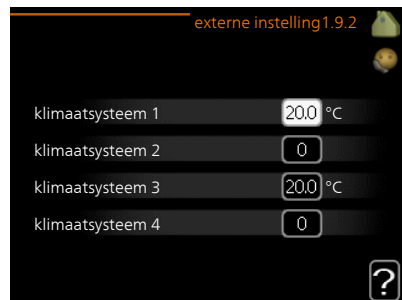 externe instelling1.9.2
klimaatsysteem 1 20.0 °C
klimaatsysteem 2 0
klimaatsysteem 3 20.0 °C
klimaatsysteem 4 0
?